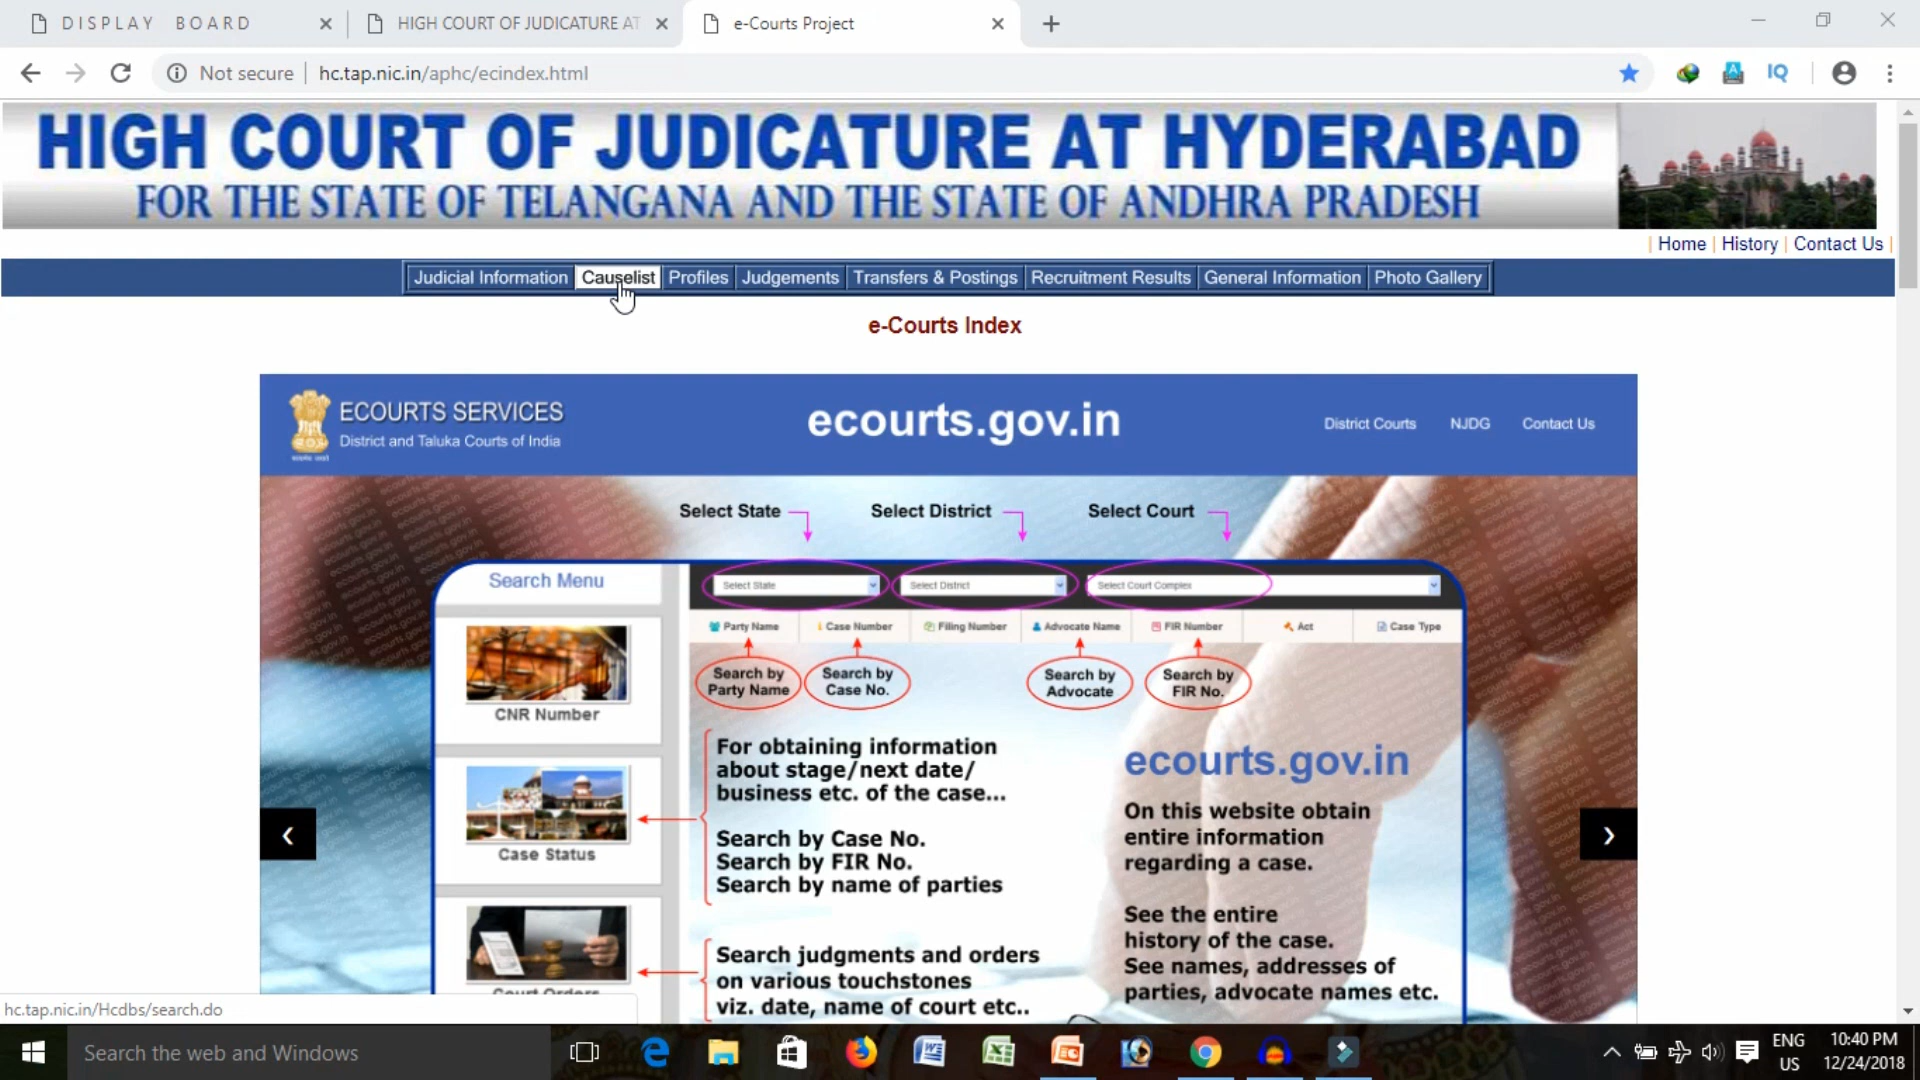 DISPLAY BOARD
HIGH COURT OF JUDICATURE AT
e-Courts Project
Not secure
hc.tap.nic.in/aphc/ecindex.html
IQ
HIGH COURT OF JUDICATURE AT HYDERABAD
FOR THE STATE OF TELANGANA AND THE STATE OF ANDHRA PRADESH
| Home | History | Contact Us |
Judicial Information Causelist Profiles Judgements Transfers & Postings Recruitment Results General Information Photo Gallery
e-Courts Index
ECOURTS SERVICES
District and Taluka Courts of India
ecourts.gov.in
District Courts NJDG Contact Us
Select State Select District Select Court
Search Menu
Select State Select District Select Court Complex
Party Name Case Number Filing Number Advocate Name FIR Number Act Case Type
Search by Party Name
Search by Case No.
Search by Advocate
Search by FIR No.
CNR Number
Case Status
Court Orders
For obtaining information
about stage/next date/
business etc. of the case...
Search by Case No.
Search by FIR No.
Search by name of parties
Search judgments and orders
on various touchstones
viz. date, name of court etc..
ecourts.gov.in
On this website obtain
entire information
regarding a case.
See the entire
history of the case.
See names, addresses of
parties, advocate names etc.
hc.tap.nic.in/Hcdbs/search.do
Search the web and Windows
ENG
US
10:40 PM
12/24/2018